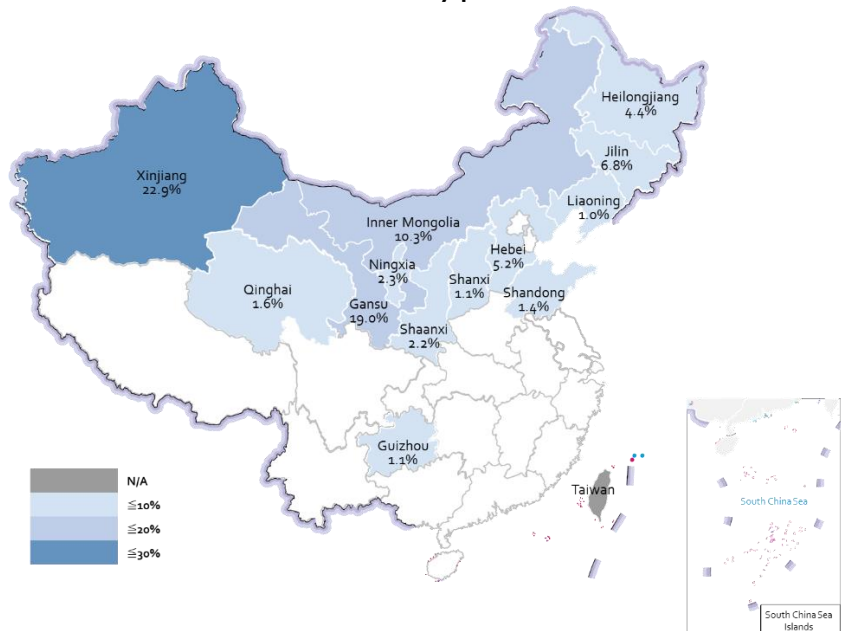 Heilongjiang
4.4%
Jilin
6.8%
Xinjiang
22.9%
Liaoning
1.0%
Inner Mongolia
10.3%
Hebei
5.2%
Ningxia
2.3%
Shanxi
1.1%
Qinghai
1.6%
Shandong
1.4%
Gansu
19.0%
Shaanxi
2.2%
Guizhou
1.1%
N/A
≦10%
≦20%
≦30%
Taiwan
South China Sea
South China Sea
Islands